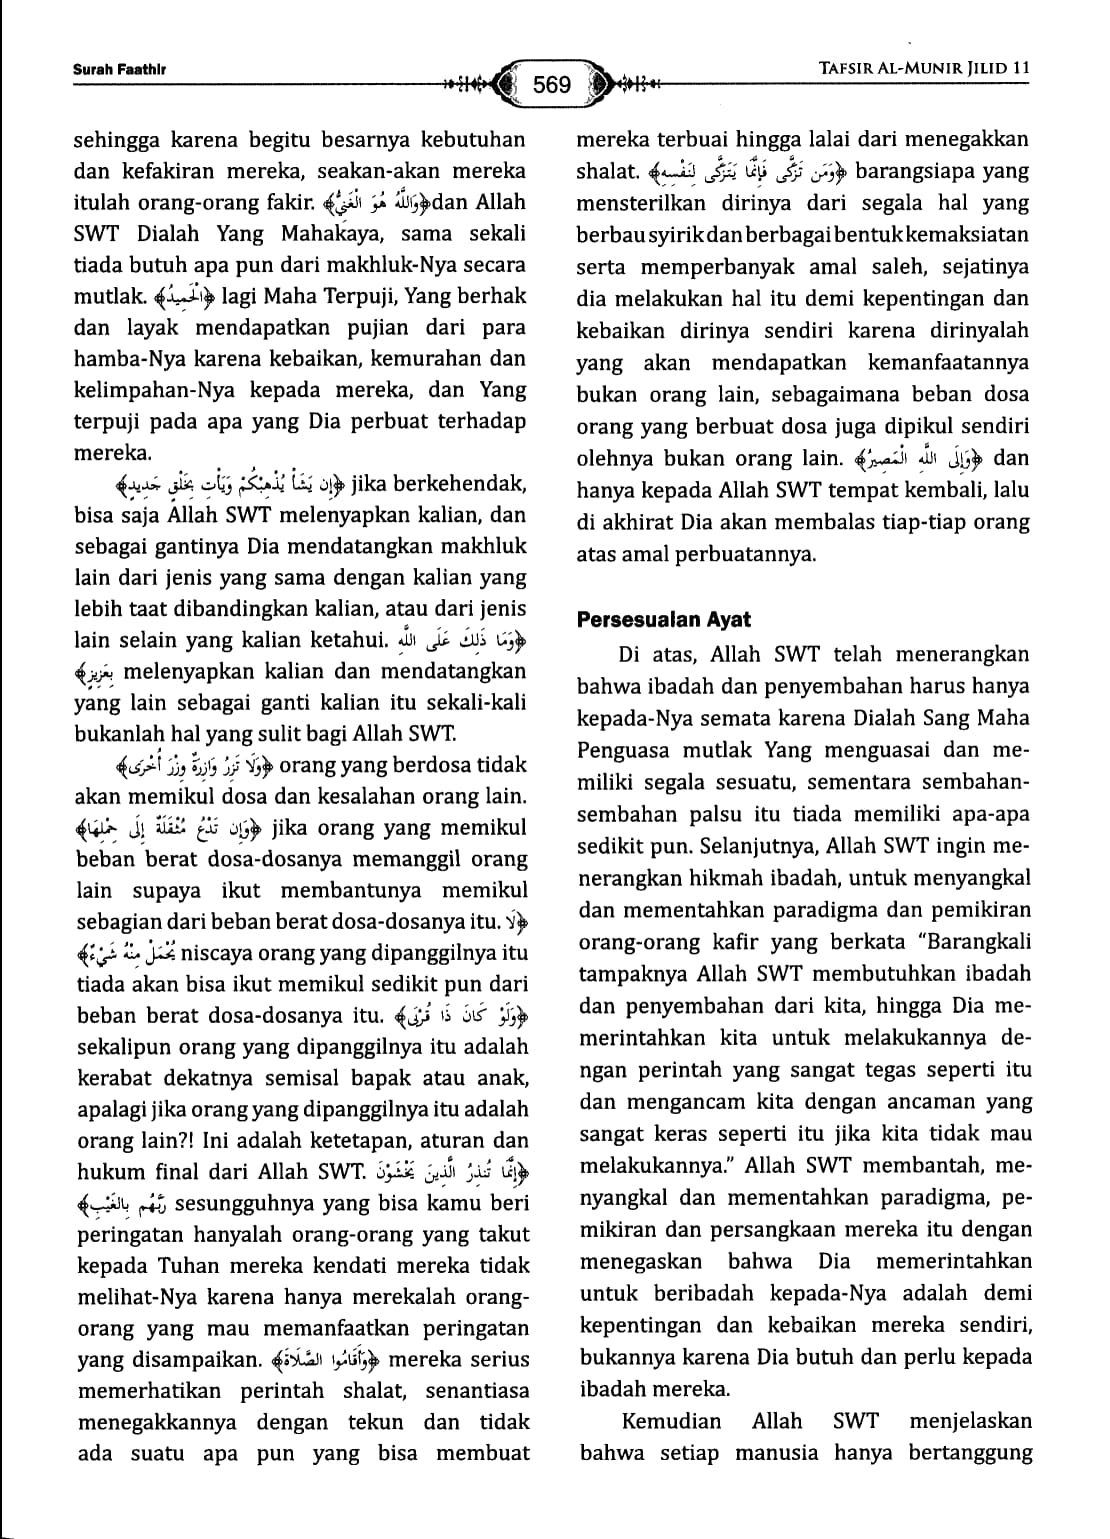 Surah Faathir
569
TAFSIR AL-MUNIR JILID 11
sehingga karena begitu besarnya kebutuhan
dan kefakiran mereka, seakan-akan mereka
itulah orang-orang fakir. ﴿وَاللَّهُ هُوَ الْغَنِيُّ﴾dan Allah
SWT Dialah Yang Mahakaya, sama sekali
tiada butuh apa pun dari makhluk-Nya secara
mutlak. ﴿الْحَمِيدُ﴾ lagi Maha Terpuji, Yang berhak
dan layak mendapatkan pujian dari para
hamba-Nya karena kebaikan, kemurahan dan
kelimpahan-Nya kepada mereka, dan Yang
terpuji pada apa yang Dia perbuat terhadap
mereka.
﴿إِن يَشَأْ يُذْهِبْكُمْ وَيَأْتِ بِخَلْقٍ جَدِيدٍ﴾ jika berkehendak,
bisa saja Allah SWT melenyapkan kalian, dan
sebagai gantinya Dia mendatangkan makhluk
lain dari jenis yang sama dengan kalian yang
lebih taat dibandingkan kalian, atau dari jenis
lain selain yang kalian ketahui. ﴿وَمَا ذَٰلِكَ عَلَى اللَّهِ
بِعَزِيزٍ﴾ melenyapkan kalian dan mendatangkan
yang lain sebagai ganti kalian itu sekali-kali
bukanlah hal yang sulit bagi Allah SWT.
﴿وَلَا تَزِرُ وَازِرَةٌ وِزْرَ أُخْرَىٰ﴾ orang yang berdosa tidak
akan memikul dosa dan kesalahan orang lain.
﴿وَإِن تَدْعُ مُثْقَلَةٌ إِلَىٰ حِمْلِهَا﴾ jika orang yang memikul
beban berat dosa-dosanya memanggil orang
lain supaya ikut membantunya memikul
sebagian dari beban berat dosa-dosanya itu. ﴿لَا
يُحْمَلْ مِنْهُ شَيْءٌ﴾ niscaya orang yang dipanggilnya itu
tiada akan bisa ikut memikul sedikit pun dari
beban berat dosa-dosanya itu. ﴿وَلَوْ كَانَ ذَا قُرْبَىٰ﴾
sekalipun orang yang dipanggilnya itu adalah
kerabat dekatnya semisal bapak atau anak,
apalagi jika orang yang dipanggilnya itu adalah
orang lain?! Ini adalah ketetapan, aturan dan
hukum final dari Allah SWT. ﴿إِنَّمَا تُنذِرُ الَّذِينَ يَخْشَوْنَ
رَبَّهُم بِالْغَيْبِ﴾ sesungguhnya yang bisa kamu beri
peringatan hanyalah orang-orang yang takut
kepada Tuhan mereka kendati mereka tidak
melihat-Nya karena hanya merekalah orang-
orang yang mau memanfaatkan peringatan
yang disampaikan. ﴿وَأَقَامُوا الصَّلَاةَ﴾ mereka serius
memerhatikan perintah shalat, senantiasa
menegakkannya dengan tekun dan tidak
ada suatu apa pun yang bisa membuat
mereka terbuai hingga lalai dari menegakkan
shalat. ﴿وَمَن تَزَكَّىٰ فَإِنَّمَا يَتَزَكَّىٰ لِنَفْسِهِ﴾ barangsiapa yang
mensterilkan dirinya dari segala hal yang
berbau syirik dan berbagai bentuk kemaksiatan
serta memperbanyak amal saleh, sejatinya
dia melakukan hal itu demi kepentingan dan
kebaikan dirinya sendiri karena dirinyalah
yang akan mendapatkan kemanfaatannya
bukan orang lain, sebagaimana beban dosa
orang yang berbuat dosa juga dipikul sendiri
olehnya bukan orang lain. ﴿وَإِلَى اللَّهِ الْمَصِيرُ﴾ dan
hanya kepada Allah SWT tempat kembali, lalu
di akhirat Dia akan membalas tiap-tiap orang
atas amal perbuatannya.
Persesuaian Ayat
Di atas, Allah SWT telah menerangkan
bahwa ibadah dan penyembahan harus hanya
kepada-Nya semata karena Dialah Sang Maha
Penguasa mutlak Yang menguasai dan me-
miliki segala sesuatu, sementara sembahan-
sembahan palsu itu tiada memiliki apa-apa
sedikit pun. Selanjutnya, Allah SWT ingin me-
nerangkan hikmah ibadah, untuk menyangkal
dan mementahkan paradigma dan pemikiran
orang-orang kafir yang berkata “Barangkali
tampaknya Allah SWT membutuhkan ibadah
dan penyembahan dari kita, hingga Dia me-
merintahkan kita untuk melakukannya de-
ngan perintah yang sangat tegas seperti itu
dan mengancam kita dengan ancaman yang
sangat keras seperti itu jika kita tidak mau
melakukannya.” Allah SWT membantah, me-
nyangkal dan mementahkan paradigma, pe-
mikiran dan persangkaan mereka itu dengan
menegaskan bahwa Dia memerintahkan
untuk beribadah kepada-Nya adalah demi
kepentingan dan kebaikan mereka sendiri,
bukannya karena Dia butuh dan perlu kepada
ibadah mereka.
Kemudian Allah SWT menjelaskan
bahwa setiap manusia hanya bertanggung